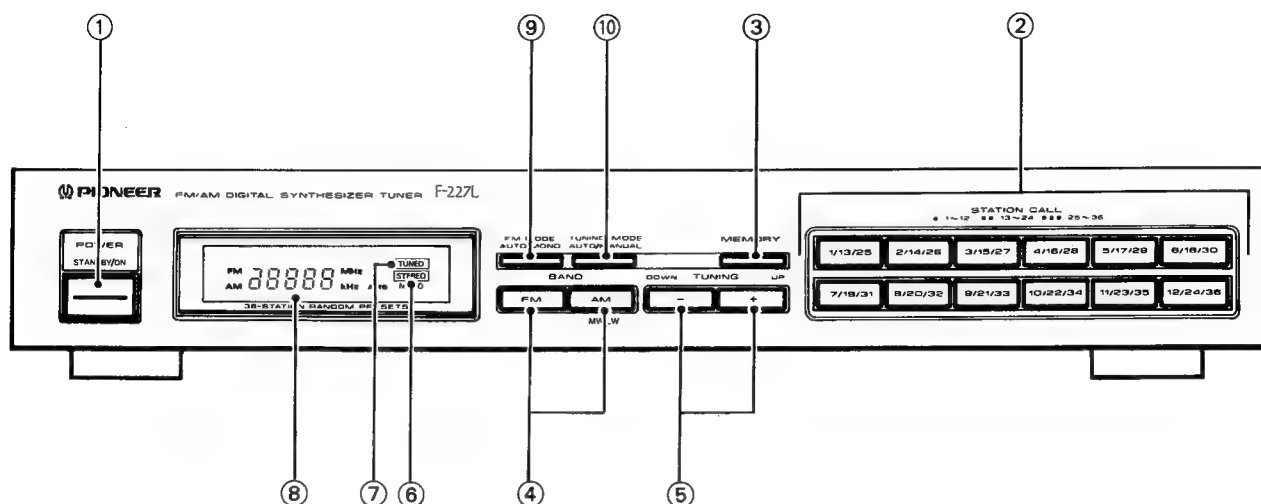 ① ⑨ ⑩ ③ ②
PIONEER FM/AM DIGITAL SYNTHESIZER TUNER F-227L
POWER
STANDBY/ON
FM MHz TUNED
AM kHz AUTO STEREO
MONO
36-STATION RANDOM PRESETS
FM MODE
AUTO/MONO
TUNING MODE
AUTO/MANUAL
MEMORY
BAND
DOWN TUNING UP
FM AM − +
MW/LW
STATION CALL
1~12 13~24 25~36
1/13/25 2/14/26 3/15/27 4/16/28 5/17/29 6/18/30
7/19/31 8/20/32 9/21/33 10/22/34 11/23/35 12/24/36
⑧ ⑦ ⑥ ④ ⑤